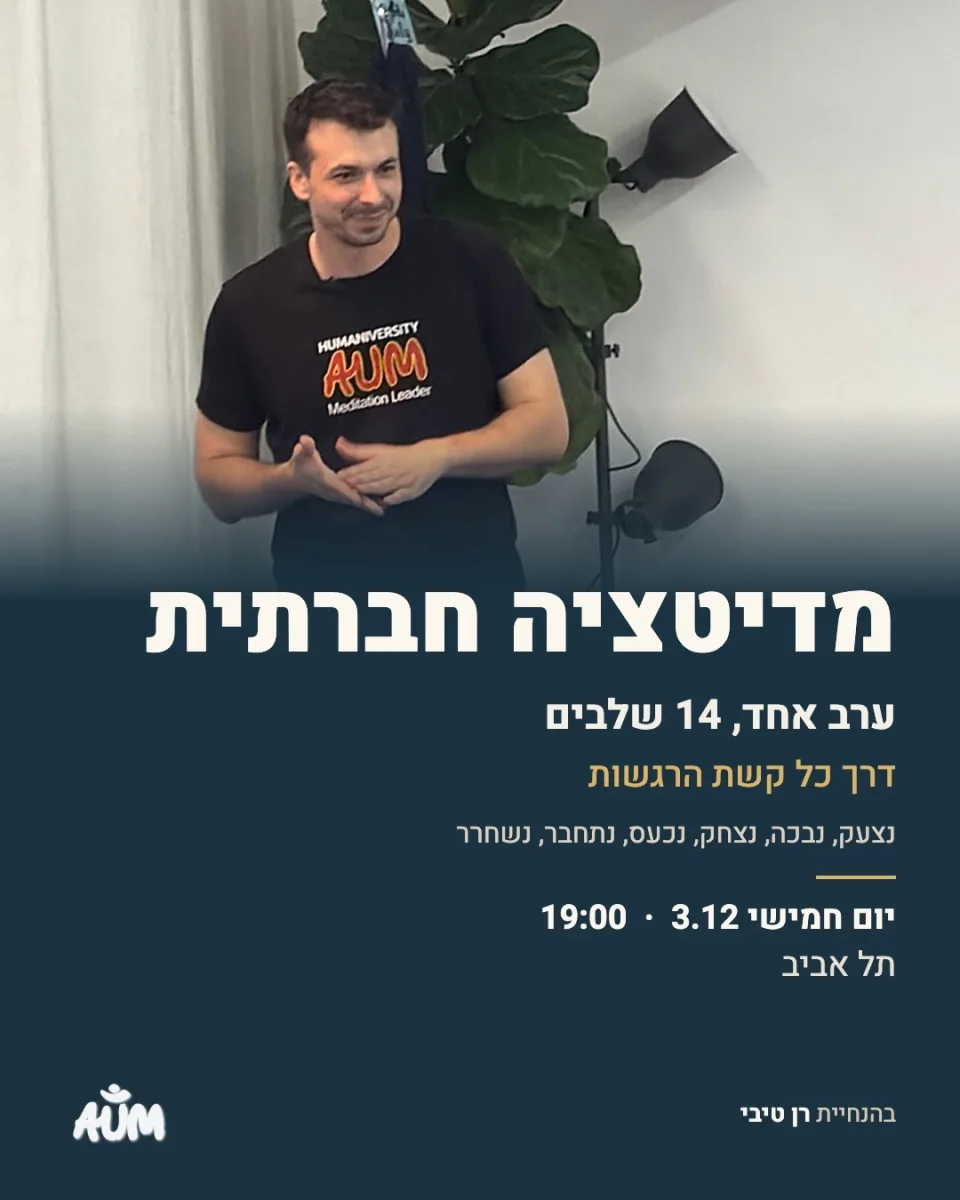 HUMANIVERSITY
AUM
Meditation Leader
מדיטציה חברתית
ערב אחד, 14 שלבים
דרך כל קשת הרגשות
נצעק, נבכה, נצחק, נכעס, נתחבר, נשחרר
יום חמישי 3.12 · 19:00
תל אביב
בהנחיית רן טיבי
AUM